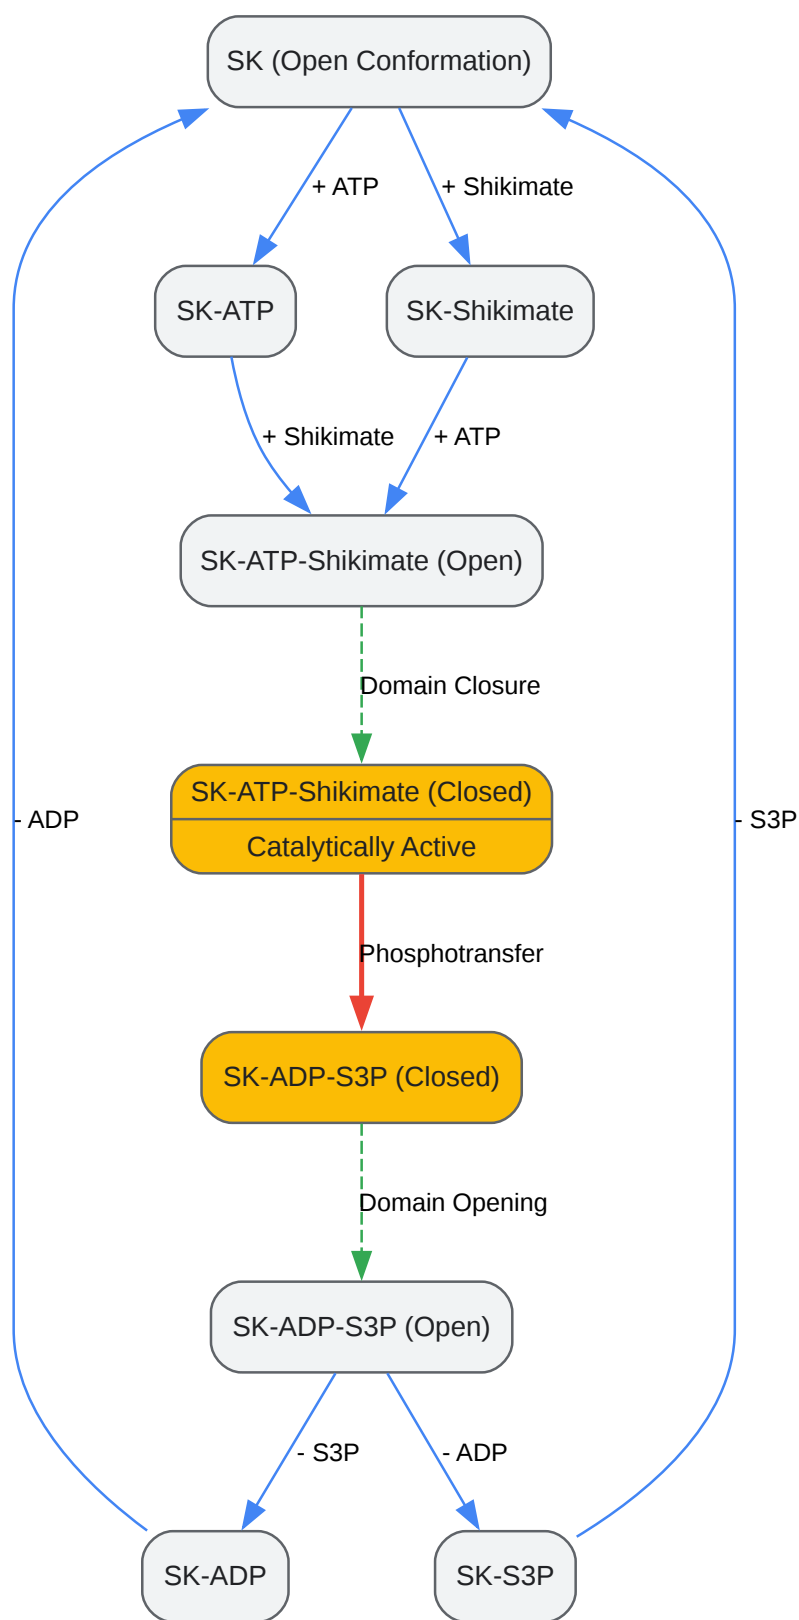 SK (Open Conformation)
+ ATP
+ Shikimate
SK-ATP
SK-Shikimate
+ Shikimate
+ ATP
SK-ATP-Shikimate (Open)
Domain Closure
SK-ATP-Shikimate (Closed)
- ADP
- S3P
Catalytically Active
Phosphotransfer
SK-ADP-S3P (Closed)
Domain Opening
SK-ADP-S3P (Open)
- S3P
- ADP
SK-ADP
SK-S3P